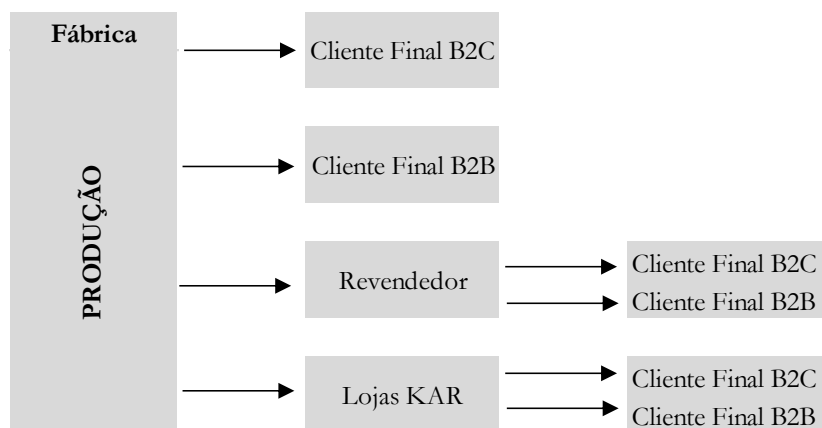 Fábrica
PRODUÇÃO
Cliente Final B2C
Cliente Final B2B
Revendedor
Cliente Final B2C
Cliente Final B2B
Lojas KAR
Cliente Final B2C
Cliente Final B2B